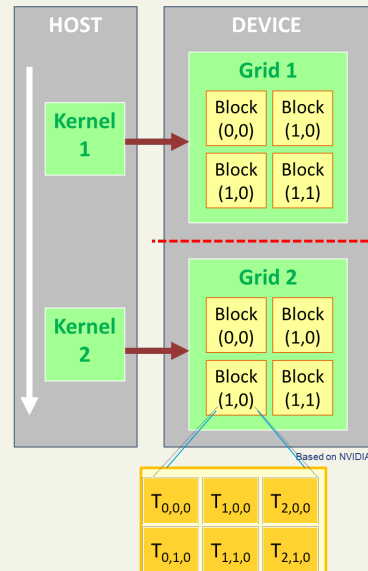 HOST
DEVICE
Grid 1
Kernel
1
Block
(0,0)
Block
(1,0)
Block
(1,0)
Block
(1,1)
Grid 2
Kernel
2
Block
(0,0)
Block
(1,0)
Block
(1,0)
Block
(1,1)
Based on NVIDIA
T0,0,0 T1,0,0 T2,0,0
T0,1,0 T1,1,0 T2,1,0